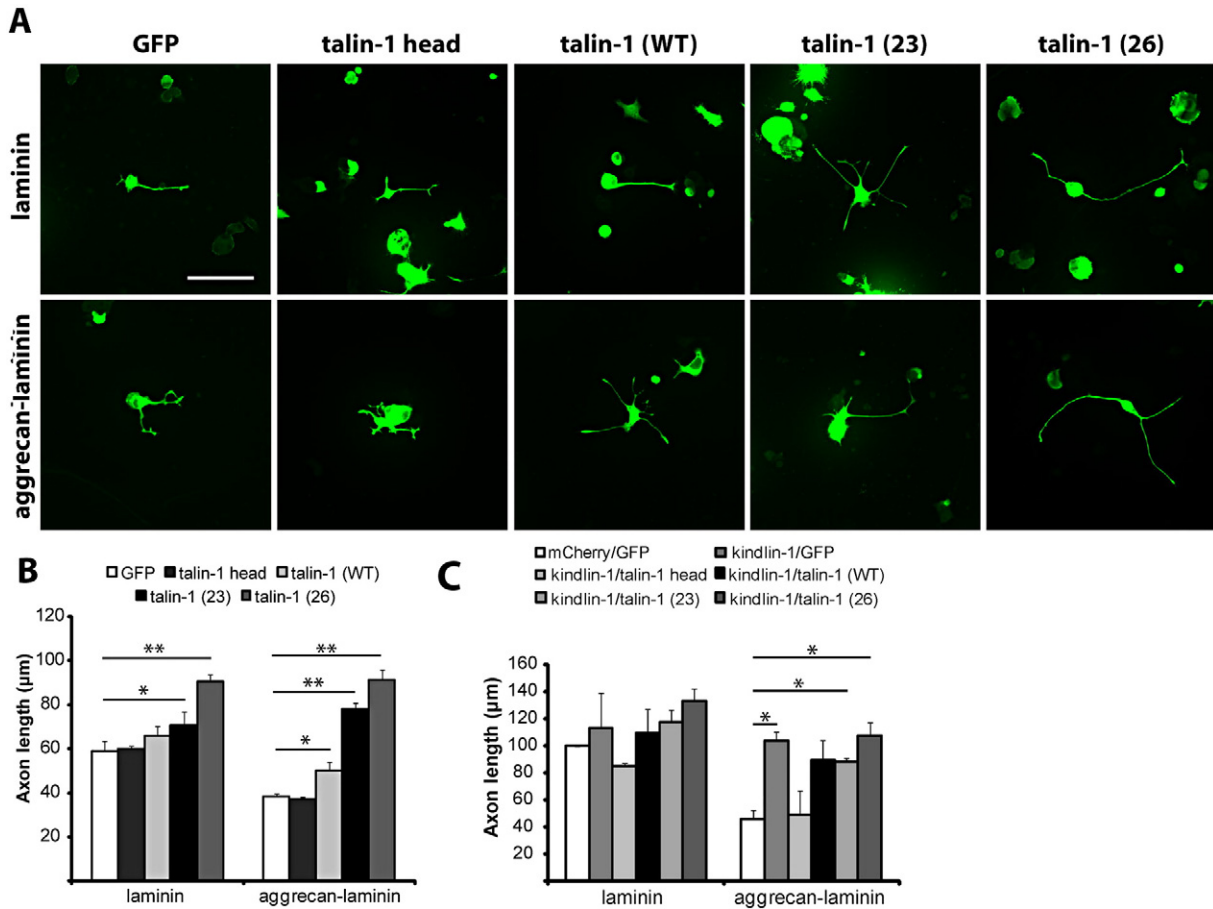 A
GFP
talin-1 head
talin-1 (WT)
talin-1 (23)
talin-1 (26)
laminin
aggrecan-laminin
B
GFP talin-1 head talin-1 (WT)
talin-1 (23) talin-1 (26)
Axon length (µm)
120
100
80
60
40
20
** 
*
**
**
*
laminin
aggrecan-laminin
C
mCherry/GFP kindlin-1/GFP
kindlin-1/talin-1 head kindlin-1/talin-1 (WT)
kindlin-1/talin-1 (23) kindlin-1/talin-1 (26)
Axon length (µm)
160
140
120
100
80
60
40
20
*
*
*
laminin
aggrecan-laminin